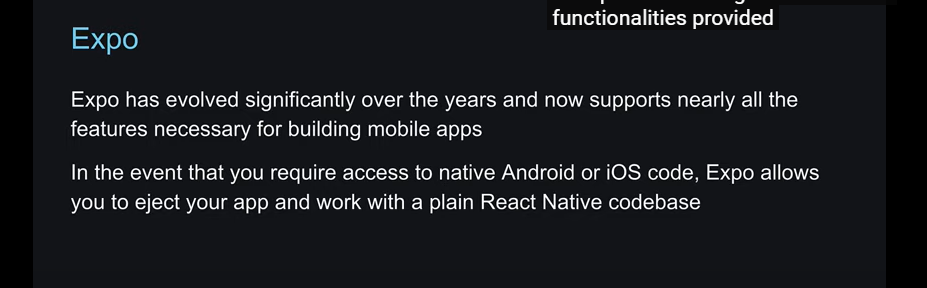 functionalities provided
Expo
Expo has evolved significantly over the years and now supports nearly all the
features necessary for building mobile apps
In the event that you require access to native Android or iOS code, Expo allows
you to eject your app and work with a plain React Native codebase